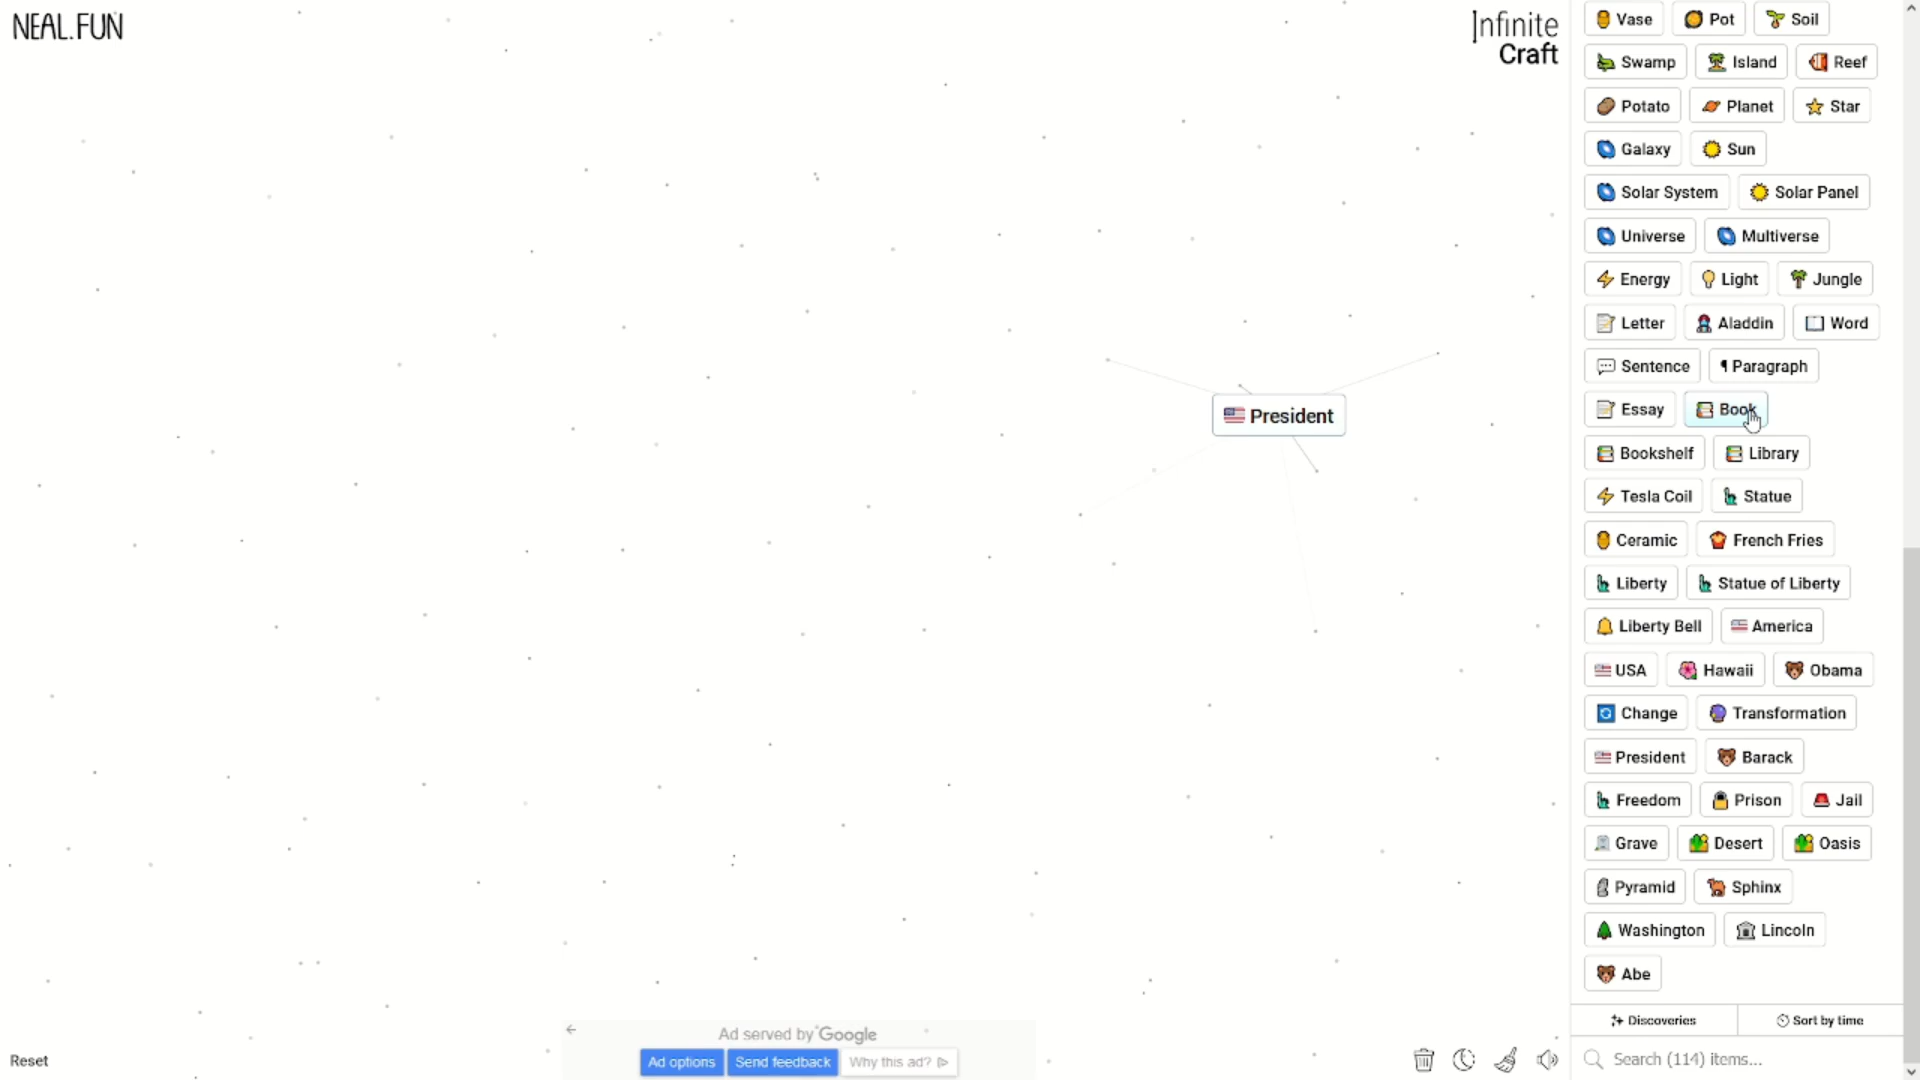 NEAL.FUN
Infinite
Craft
President
Vase Pot Soil
Swamp Island Reef
Potato Planet Star
Galaxy Sun
Solar System Solar Panel
Universe Multiverse
Energy Light Jungle
Letter Aladdin Word
Sentence ¶ Paragraph
Essay Book
Bookshelf Library
Tesla Coil Statue
Ceramic French Fries
Liberty Statue of Liberty
Liberty Bell America
USA Hawaii Obama
Change Transformation
President Barack
Freedom Prison Jail
Grave Desert Oasis
Pyramid Sphinx
Washington Lincoln
Abe
Discoveries Sort by time
Search (114) items...
Ad served by Google
Ad options Send feedback Why this ad?
Reset